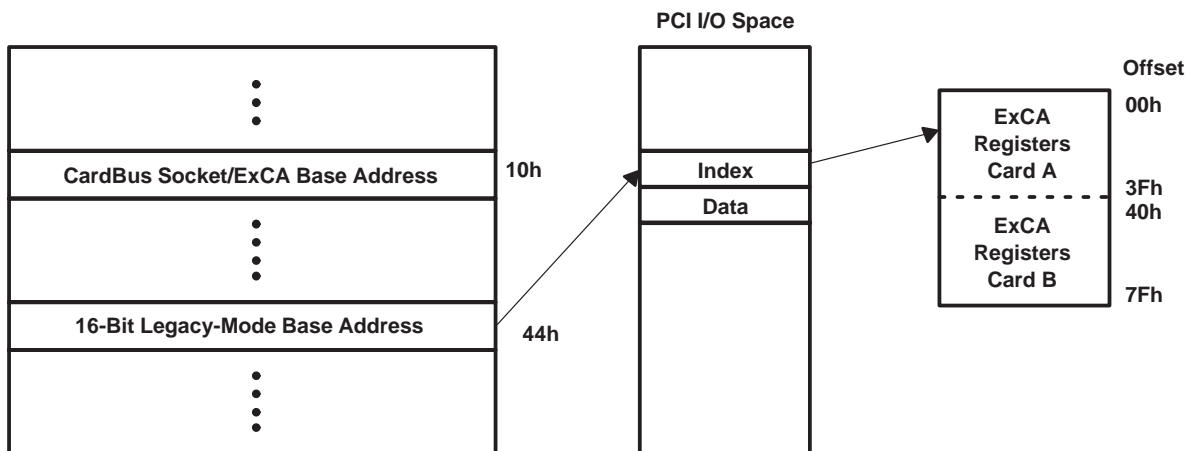 PCI I/O Space
Offset
CardBus Socket/ExCA Base Address
10h
16-Bit Legacy-Mode Base Address
44h
Index
Data
ExCA
Registers
Card A
00h
3Fh
40h
ExCA
Registers
Card B
7Fh